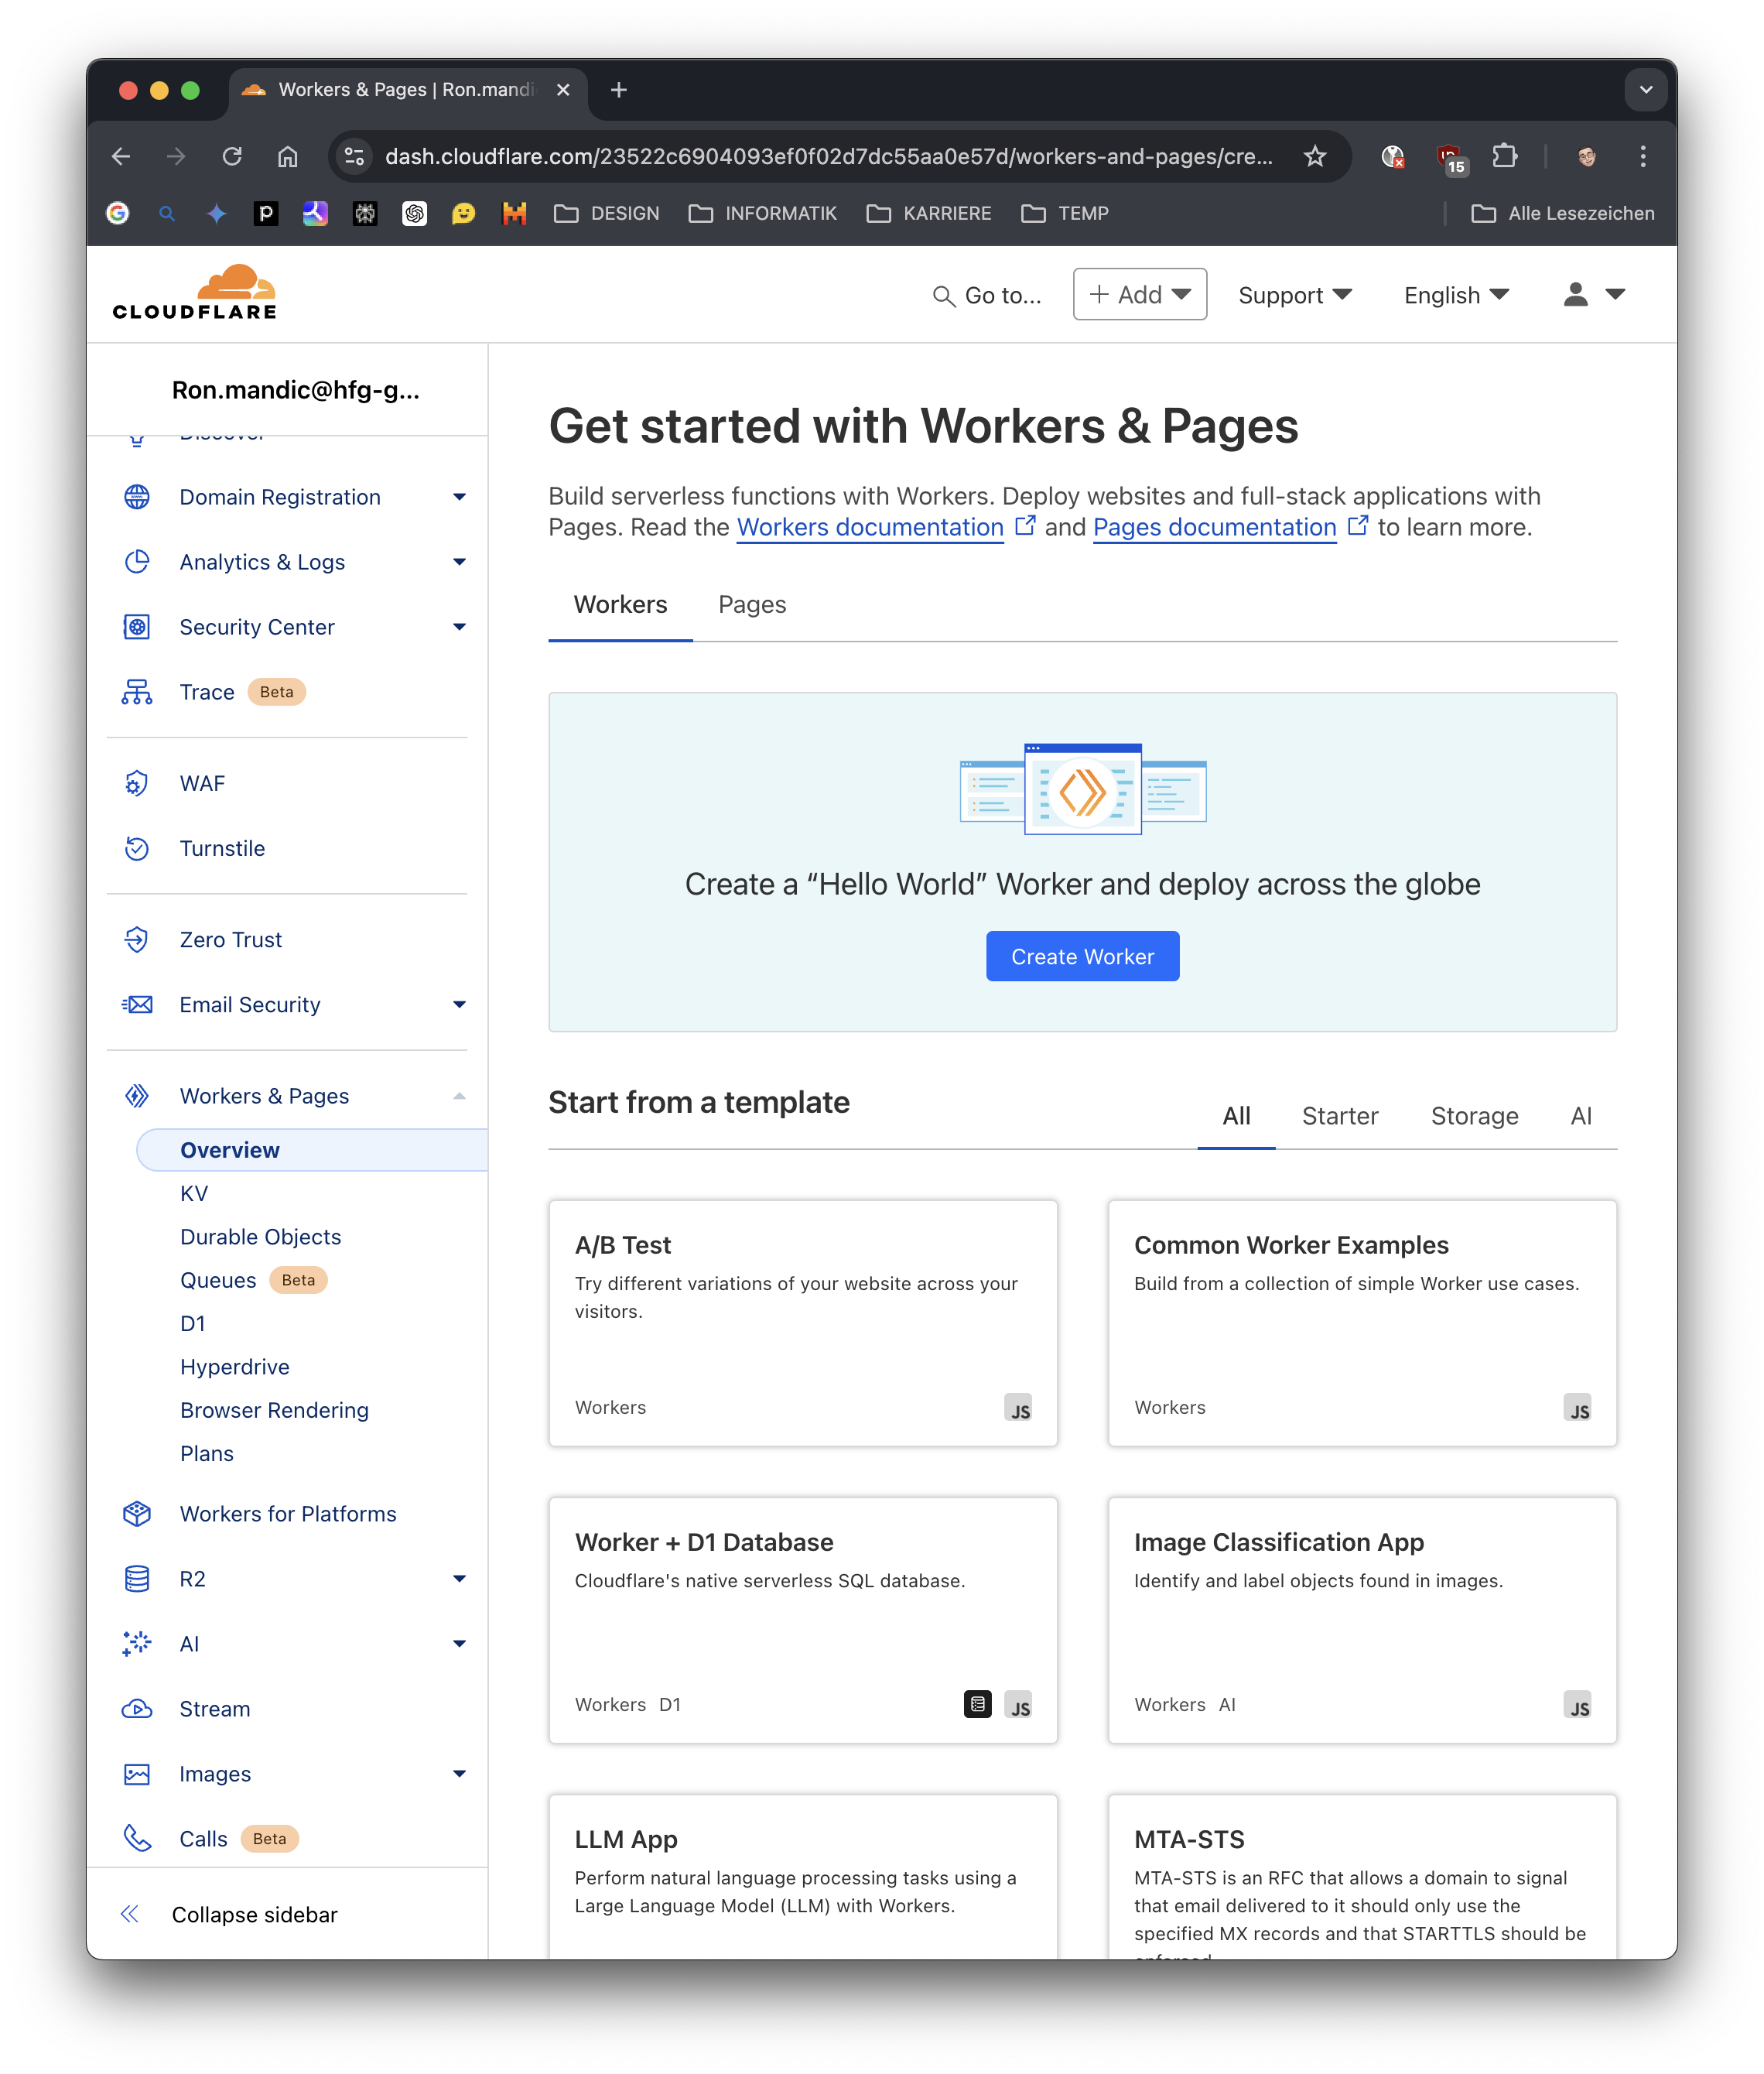 Workers & Pages | Ron.mandi
dash.cloudflare.com/23522c6904093ef0f02d7dc55aa0e57d/workers-and-pages/cre...
15
DESIGN
INFORMATIK
KARRIERE
TEMP
Alle Lesezeichen
CLOUDFLARE
Go to...
+ Add
Support
English
Ron.mandic@hfg-g...
Discover
Domain Registration
Analytics & Logs
Security Center
Trace Beta
WAF
Turnstile
Zero Trust
Email Security
Workers & Pages
Overview
KV
Durable Objects
Queues Beta
D1
Hyperdrive
Browser Rendering
Plans
Workers for Platforms
R2
AI
Stream
Images
Calls Beta
Collapse sidebar
Get started with Workers & Pages
Build serverless functions with Workers. Deploy websites and full-stack applications with
Pages. Read the Workers documentation and Pages documentation to learn more.
Workers Pages
Create a “Hello World” Worker and deploy across the globe
Create Worker
Start from a template
All Starter Storage AI
A/B Test
Try different variations of your website across your
visitors.
Workers
JS
Common Worker Examples
Build from a collection of simple Worker use cases.
Workers
JS
Worker + D1 Database
Cloudflare's native serverless SQL database.
Workers D1
JS
Image Classification App
Identify and label objects found in images.
Workers AI
JS
LLM App
Perform natural language processing tasks using a
Large Language Model (LLM) with Workers.
MTA-STS
MTA-STS is an RFC that allows a domain to signal
that email delivered to it should only use the
specified MX records and that STARTTLS should be